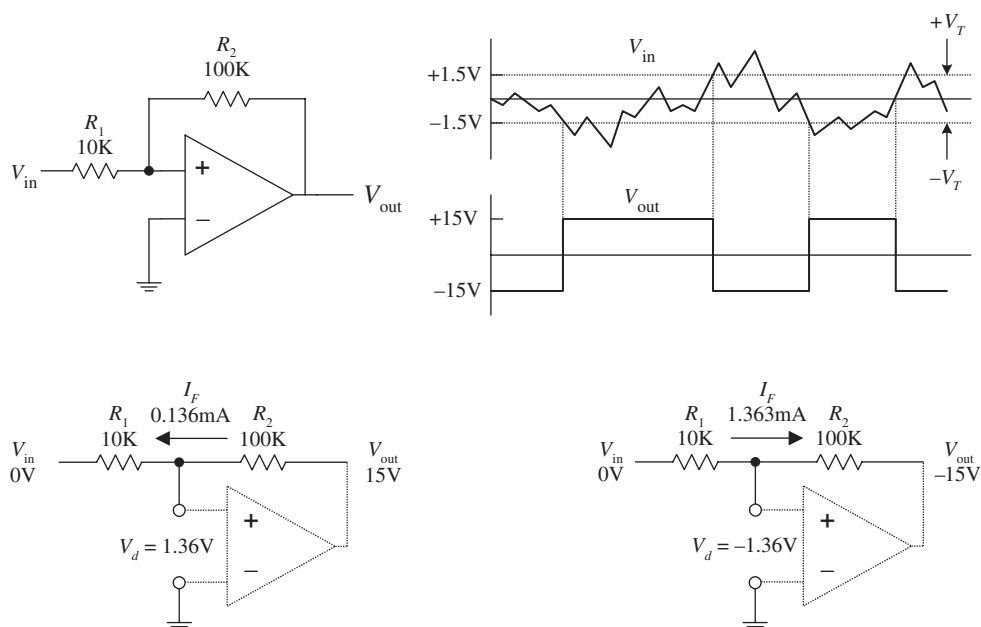 R2
100K
R1
10K
Vin
+
−
Vout
+VT
Vin
+1.5V
−1.5V
−VT
Vout
+15V
−15V
IF
0.136mA
R1
10K
R2
100K
Vin
0V
Vout
15V
+
Vd = 1.36V
−
IF
1.363mA
R1
10K
R2
100K
Vin
0V
Vout
−15V
+
Vd = −1.36V
−